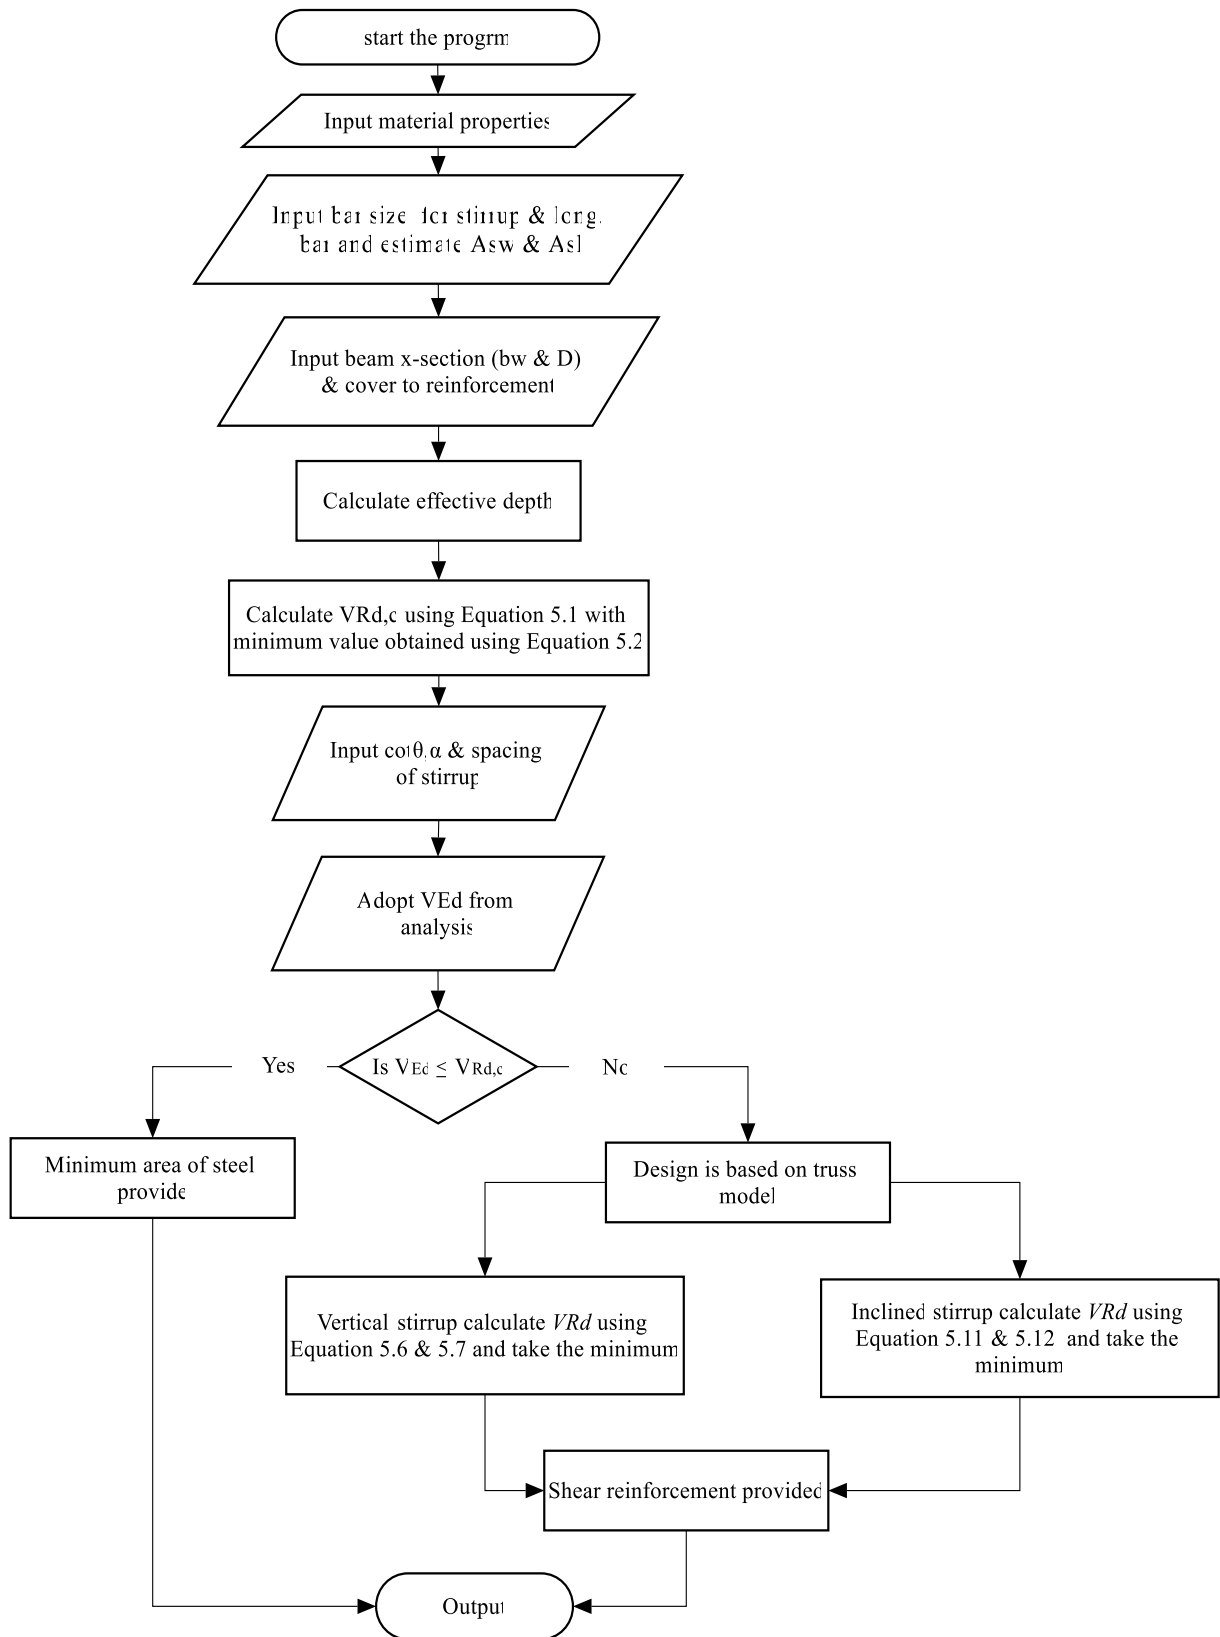 start the progrm
Input material properties
Input bar size for stirrup & long.
bar and estimate Asw & Asl
Input beam x-section (bw & D)
& cover to reinforcement
Calculate effective depth
Calculate VRd,c using Equation 5.1 with
minimum value obtained using Equation 5.2
Input cotθ,α & spacing
of stirrup
Adopt VEd from
analysis
Is VEd ≤ VRd,c
Yes
No
Minimum area of steel
provide
Design is based on truss
model
Vertical stirrup calculate VRd using
Equation 5.6 & 5.7 and take the minimum
Inclined stirrup calculate VRd using
Equation 5.11 & 5.12 and take the
minimum
Shear reinforcement provided
Output